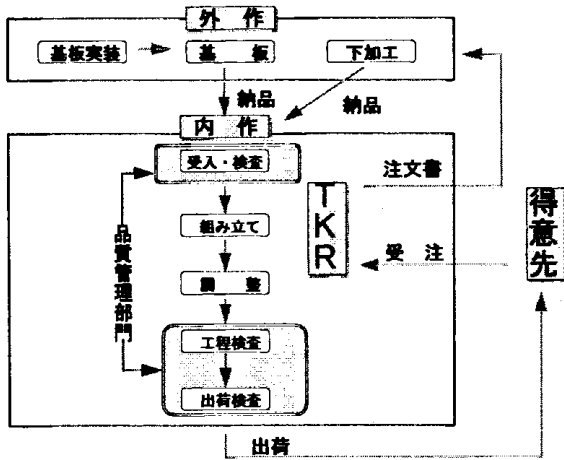 外 作
基板実装
基 板
下加工
納品
納品
内 作
受入・検査
注文書
組み立て
TKR
得意先
受 注
品質管理部門
調 整
工程検査
出荷検査
出荷